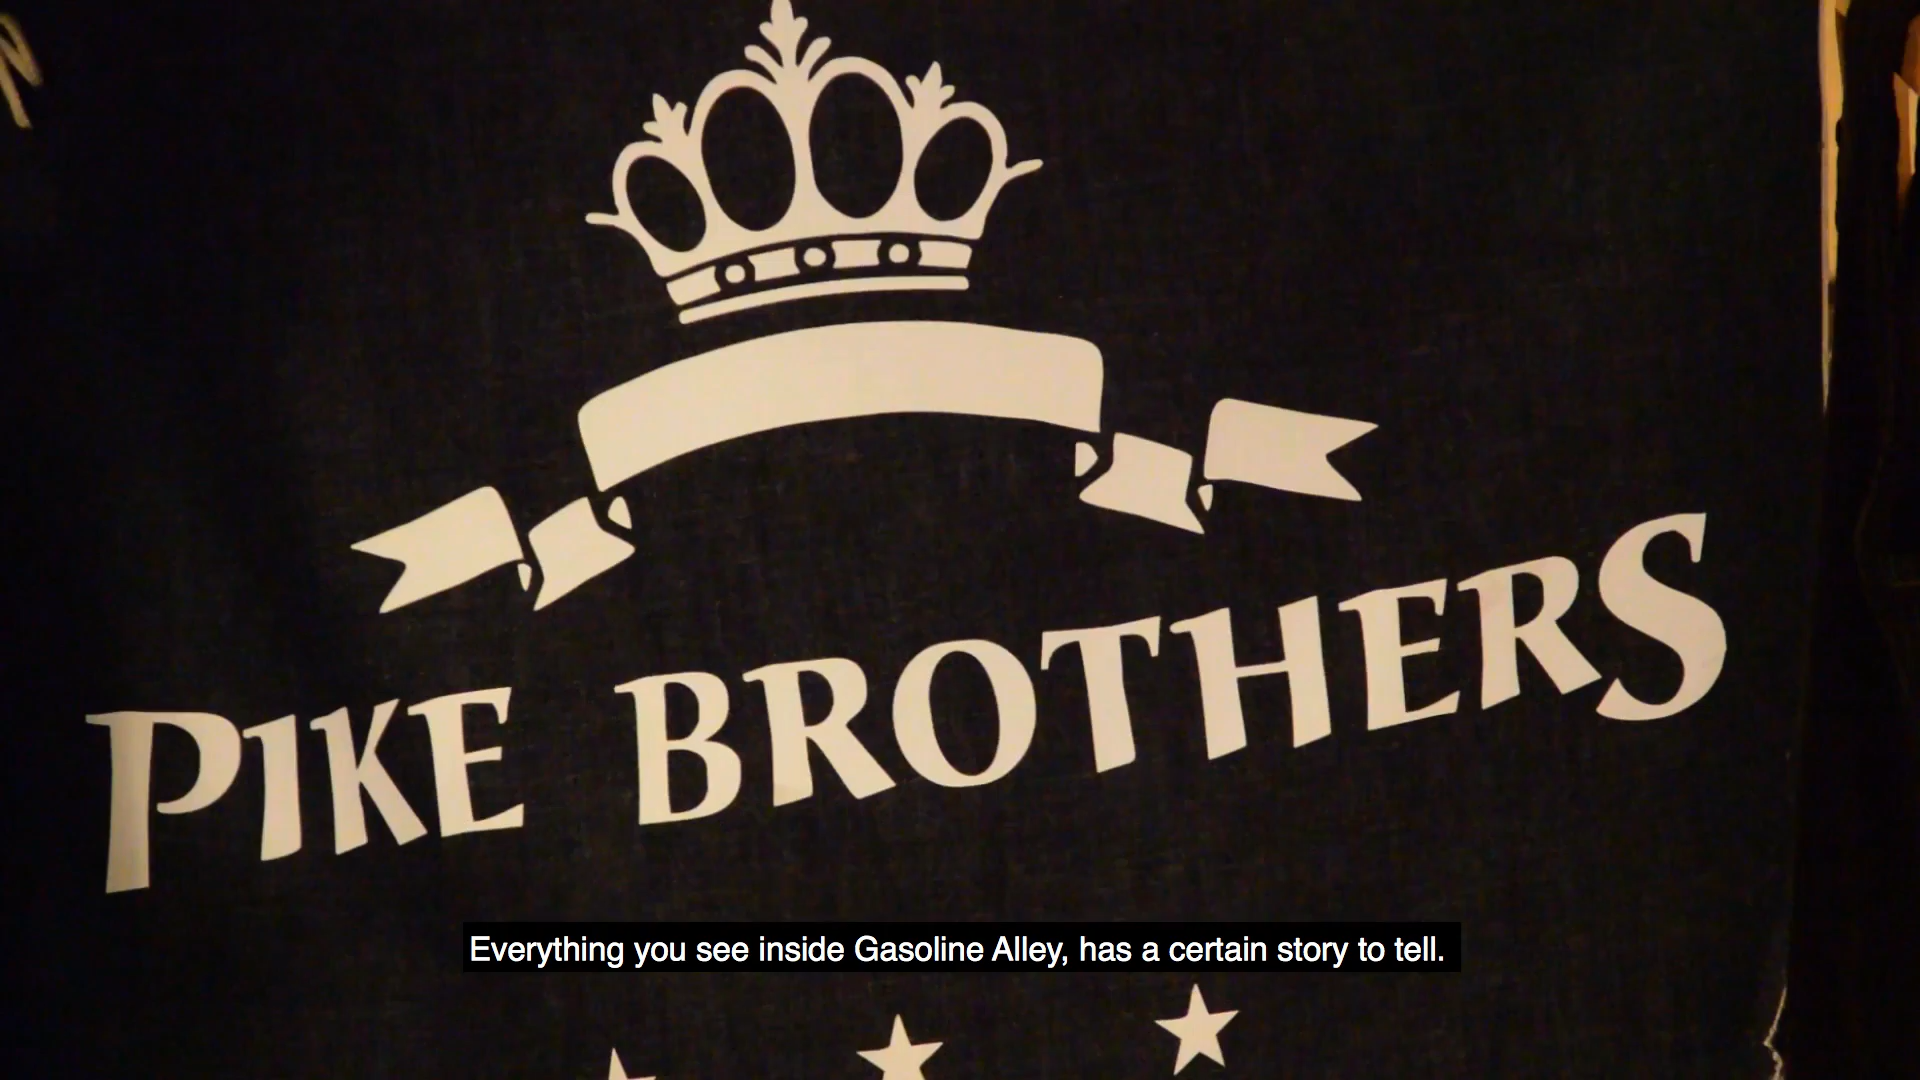 PIKE BROTHERS
Everything you see inside Gasoline Alley, has a certain story to tell.